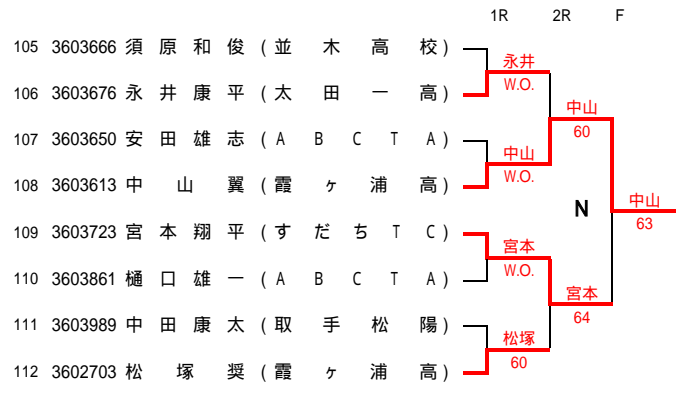 1R 2R F
105 3603666 須原和俊(並木高校)
永井
106 3603676 永井康平(太田一高)
W.O.
中山
107 3603650 安田雄志(ABCTA)
60
中山
108 3603613 中山翼(霞ヶ浦高)
W.O.
N
中山
109 3603723 宮本翔平(すだちTC)
63
宮本
110 3603861 樋口雄一(ABCTA)
W.O.
宮本
111 3603989 中田康太(取手松陽)
64
松塚
112 3602703 松塚奨(霞ヶ浦高)
60